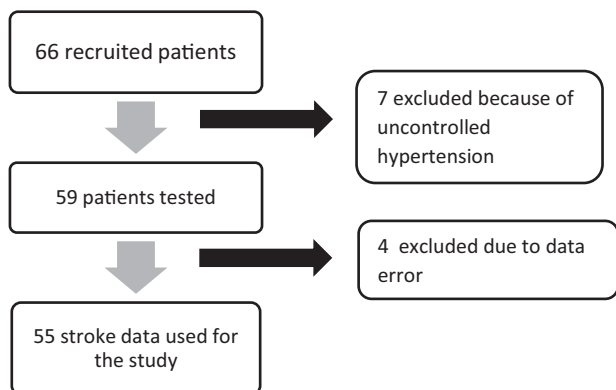 66 recruited patients
7 excluded because of
uncontrolled
hypertension
59 patients tested
4 excluded due to data
error
55 stroke data used for
the study